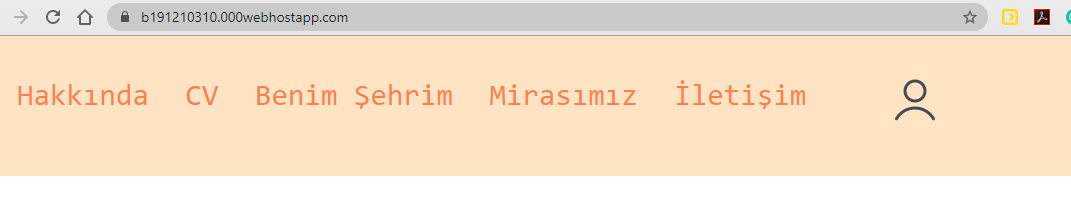 b191210310.000webhostapp.com
Hakkında CV Benim Şehrim Mirasımız İletişim